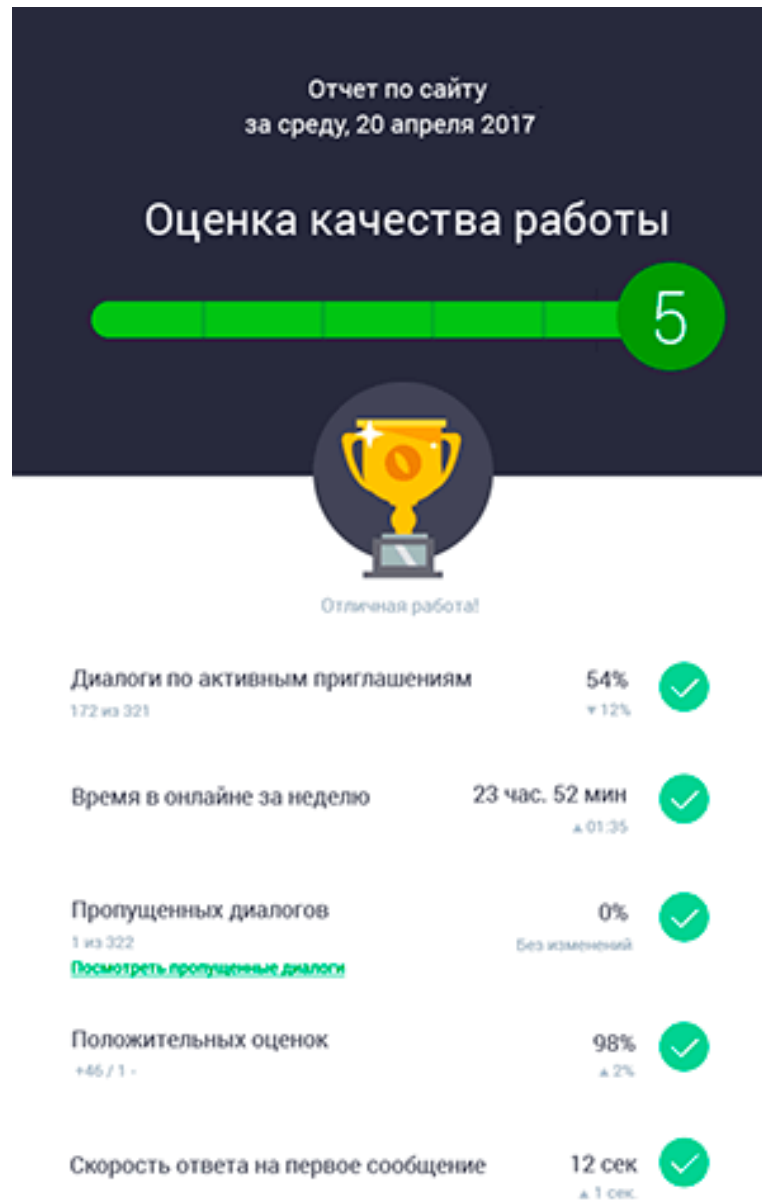 Отчет по сайту
за среду, 20 апреля 2017
Оценка качества работы
5
Отличная работа!
Диалоги по активным приглашениям 54%
172 из 321 ▼12%
Время в онлайне за неделю 23 час. 52 мин
▲01:35
Пропущенных диалогов 0%
1 из 322 Без изменений
Посмотреть пропущенные диалоги
Положительных оценок 98%
+46 / 1 - ▲2%
Скорость ответа на первое сообщение 12 сек
▲1 сек.